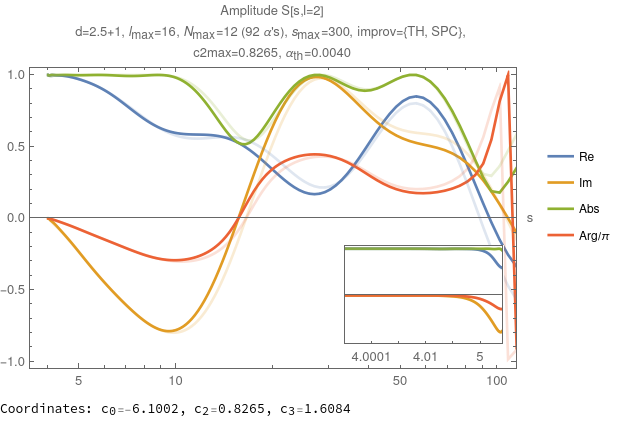 Amplitude S[s,l=2]
d=2.5+1, lmax=16, Nmax=12 (92 α's), smax=300, improv={TH, SPC},
c2max=0.8265, αth=0.0040
1.0
0.5
0.0
-0.5
-1.0
5 10 50 100
s
Re
Im
Abs
Arg/π
4.0001 4.01 5
Coordinates: c0=-6.1002, c2=0.8265, c3=1.6084